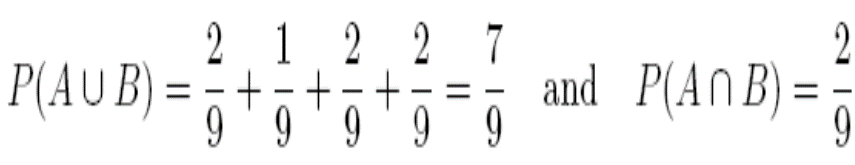 P(A ∪ B) = 2/9 + 1/9 + 2/9 + 2/9 = 7/9 and P(A ∩ B) = 2/9